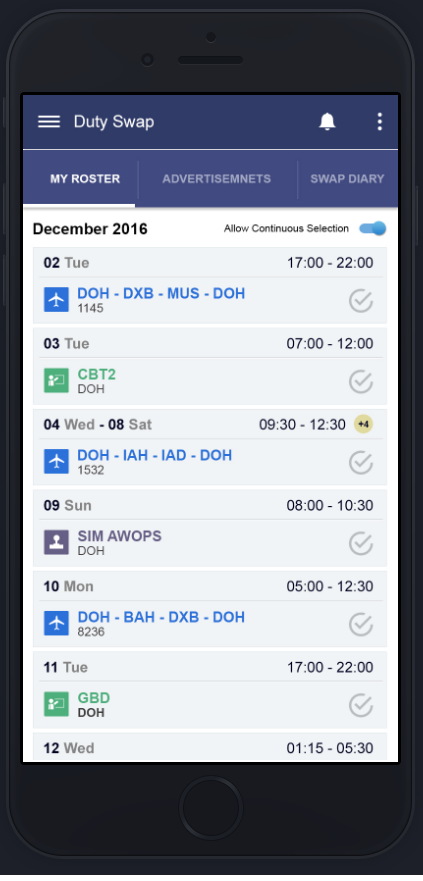 Duty Swap
MY ROSTER ADVERTISEMNETS SWAP DIARY
December 2016 Allow Continuous Selection
02 Tue 17:00 - 22:00
DOH - DXB - MUS - DOH
1145
03 Tue 07:00 - 12:00
CBT2
DOH
04 Wed - 08 Sat 09:30 - 12:30 +4
DOH - IAH - IAD - DOH
1532
09 Sun 08:00 - 10:30
SIM AWOPS
DOH
10 Mon 05:00 - 12:30
DOH - BAH - DXB - DOH
8236
11 Tue 17:00 - 22:00
GBD
DOH
12 Wed 01:15 - 05:30